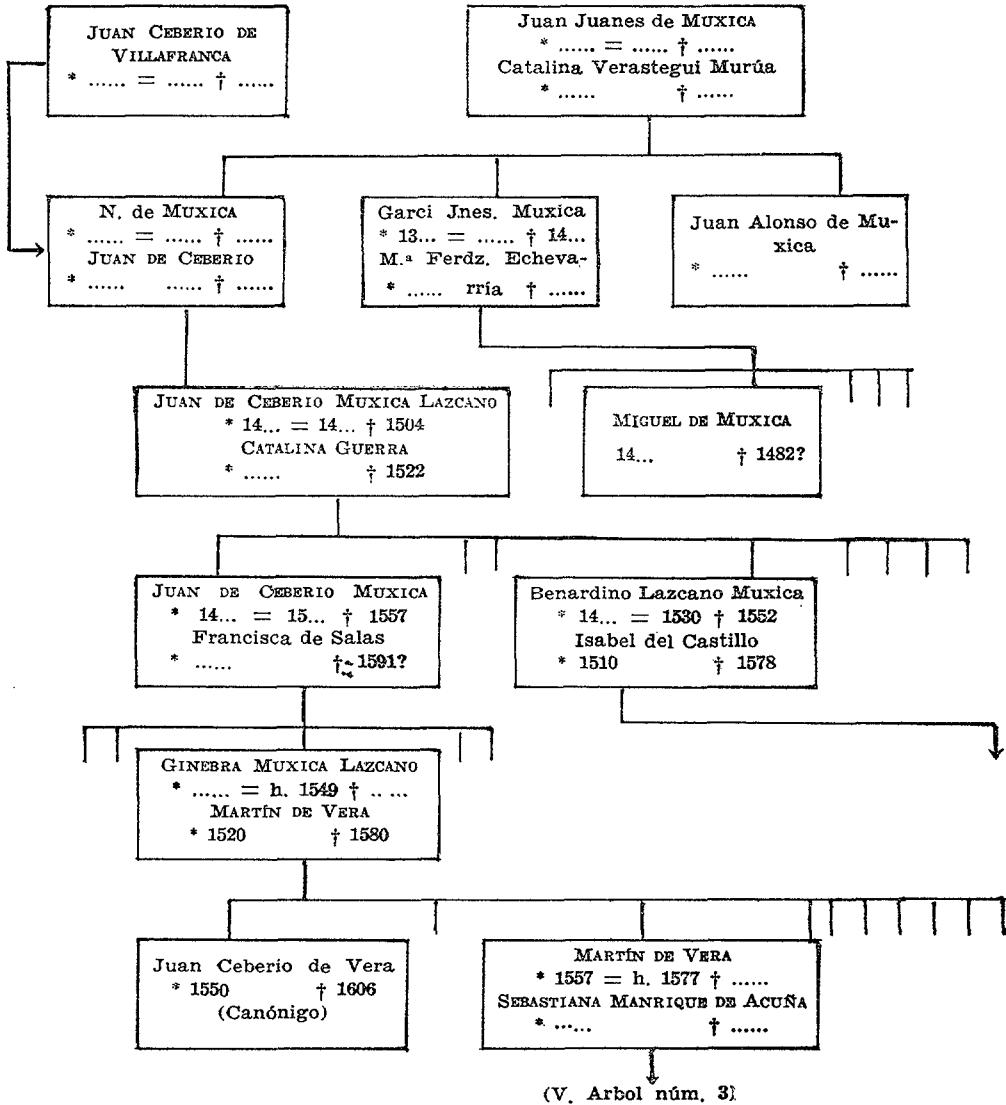 JUAN CEBERIO DE
VILLAFRANCA
* ...... = ...... † ......
Juan Juanes de MUXICA
* ...... = ...... † ......
Catalina Verastegui Murúa
* ...... † ......
N. de MUXICA
* ...... = ...... † ......
JUAN DE CEBERIO
* ...... ...... † ......
Garci Jnes. Muxica
* 13... = ...... † 14...
M.ª Ferdz. Echeva-
* ...... rría † ......
Juan Alonso de Mu-
xica
* ...... † ......
JUAN DE CEBERIO MUXICA LAZCANO
* 14... = 14... † 1504
CATALINA GUERRA
* ...... † 1522
MIGUEL DE MUXICA
14... † 1482?
JUAN DE CEBERIO MUXICA
* 14... = 15... † 1557
Francisca de Salas
* ...... † 1591?
Benardino Lazcano Muxica
* 14... = 1530 † 1552
Isabel del Castillo
* 1510 † 1578
GINEBRA MUXICA LAZCANO
* ...... = h. 1549 † .. ...
MARTÍN DE VERA
* 1520 † 1580
Juan Ceberio de Vera
* 1550 † 1606
(Canónigo)
MARTÍN DE VERA
* 1557 = h. 1577 † ......
SEBASTIANA MANRIQUE DE ACUÑA
* ...... † ......
(V. Arbol núm. 3)